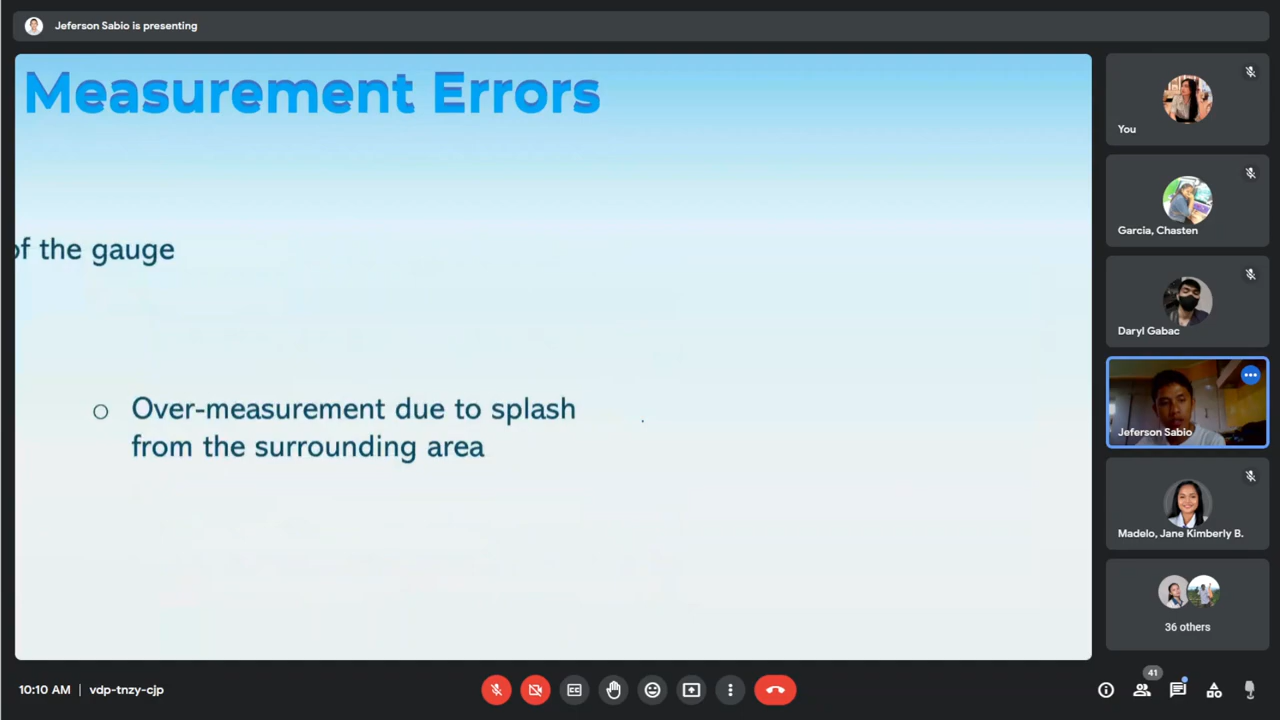 Jeferson Sabio is presenting
Measurement Errors
of the gauge
o Over-measurement due to splash
from the surrounding area
You
Garcia, Chasten
Daryl Gabac
Jeferson Sabio
Madelo, Jane Kimberly B.
36 others
10:10 AM | vdp-tnzy-cjp
CC
41